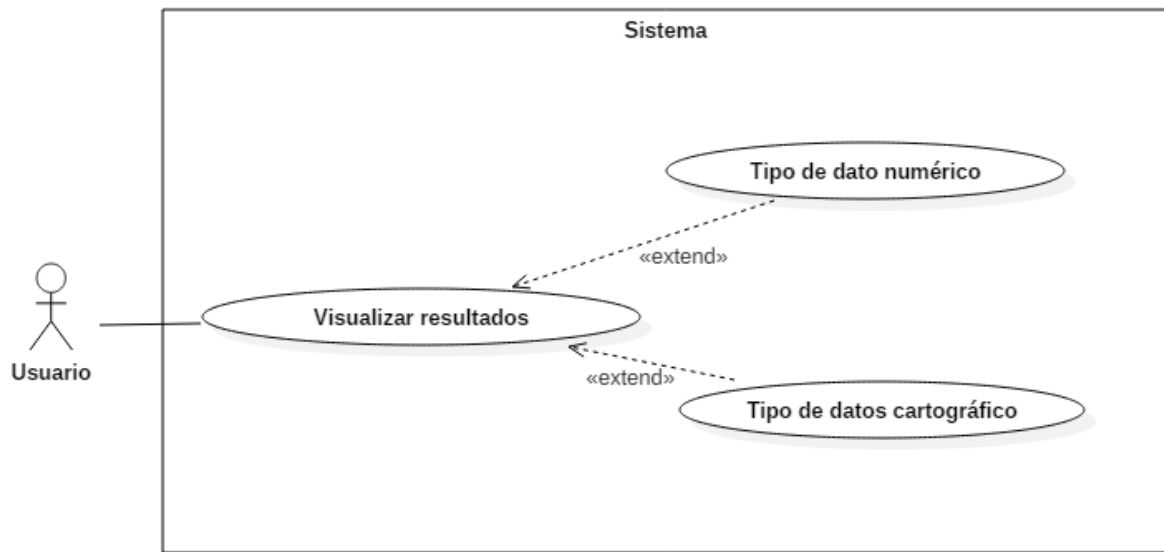 Sistema
Tipo de dato numérico
«extend»
Visualizar resultados
Usuario
«extend»
Tipo de datos cartográfico